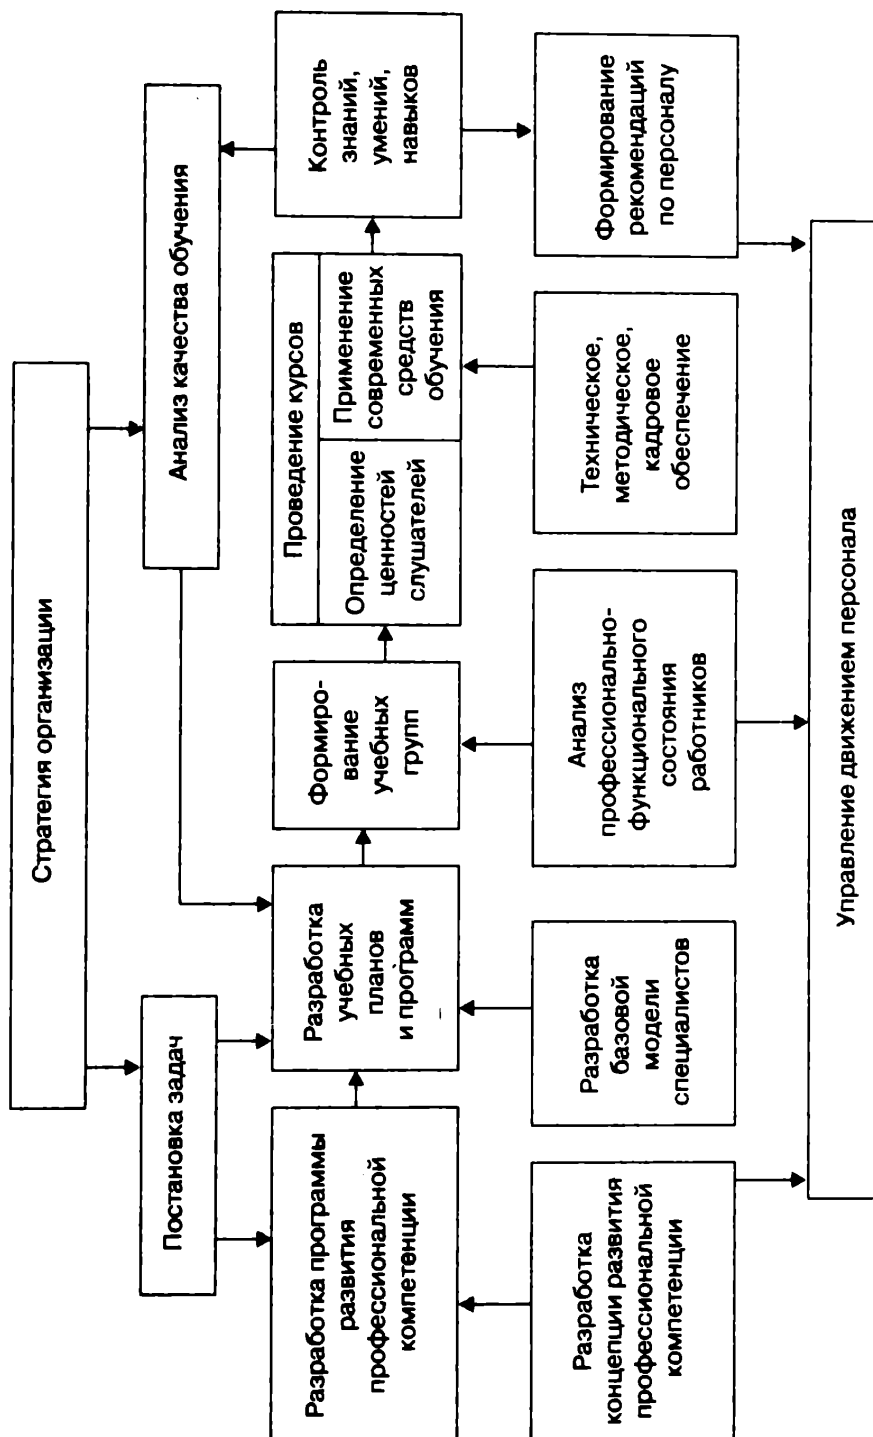 Стратегия организации
Постановка задач
Анализ качества обучения
Разработка программы
развития
профессиональной
компетенции
Разработка
учебных
планов
и программ
Формиро-
вание
учебных
групп
Проведение курсов
Определение
ценностей
слушателей
Применение
современных
средств
обучения
Контроль
знаний,
умений,
навыков
Разработка
концепции развития
профессиональной
компетенции
Разработка
базовой
модели
специалистов
Анализ
профессионально-
функционального
состояния
работников
Техническое,
методическое,
кадровое
обеспечение
Формирование
рекомендаций
по персоналу
Управление движением персонала